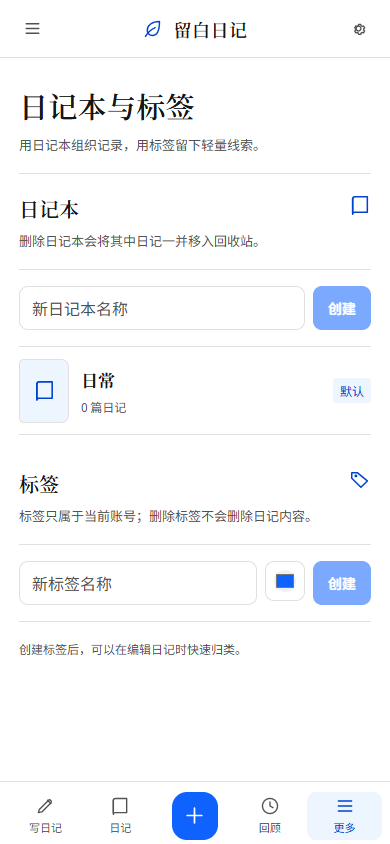 留白日记
日记本与标签
用日记本组织记录，用标签留下轻量线索。
日记本
删除日记本会将其中日记一并移入回收站。
新日记本名称
创建
日常
0 篇日记
默认
标签
标签只属于当前账号；删除标签不会删除日记内容。
新标签名称
创建
创建标签后，可以在编辑日记时快速归类。
写日记
日记
回顾
更多